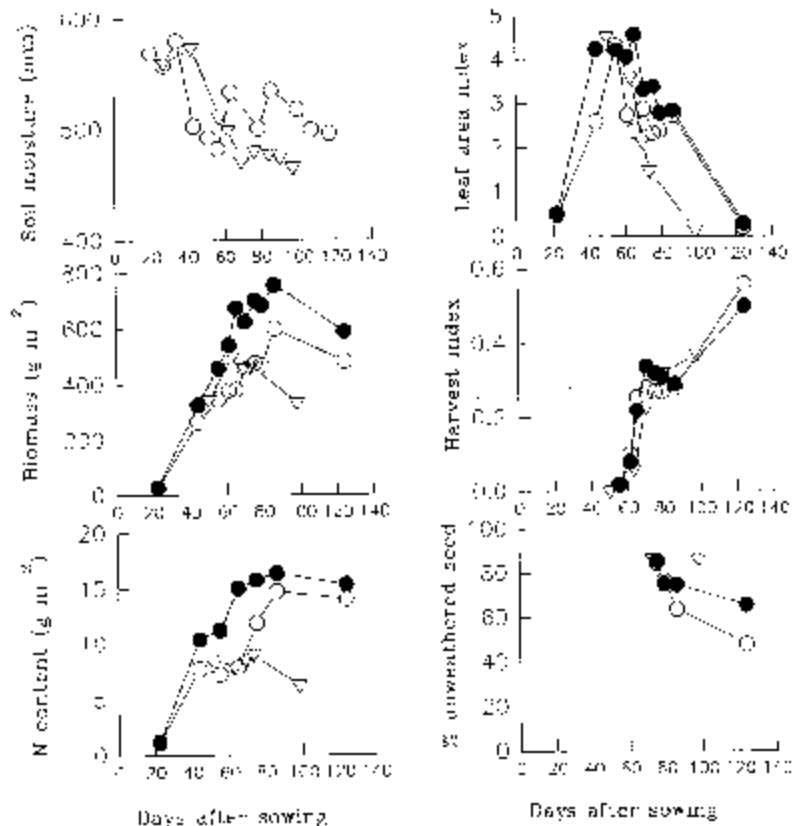 Soil moisture (mm)
600
500
400
0 20 40 60 80 100 120 140
Leaf area index
5
4
3
2
1
0
0 20 40 60 80 100 120 140
Biomass (g m⁻²)
800
600
400
200
0
0 20 40 60 80 100 120 140
Harvest index
0.6
0.4
0.2
0.0
0 20 40 60 80 100 120 140
N content (g m⁻²)
20
15
10
5
0
0 20 40 60 80 100 120 140
Days after sowing
% unweathered seed
100
80
60
40
20
0
0 20 40 60 80 100 120 140
Days after sowing